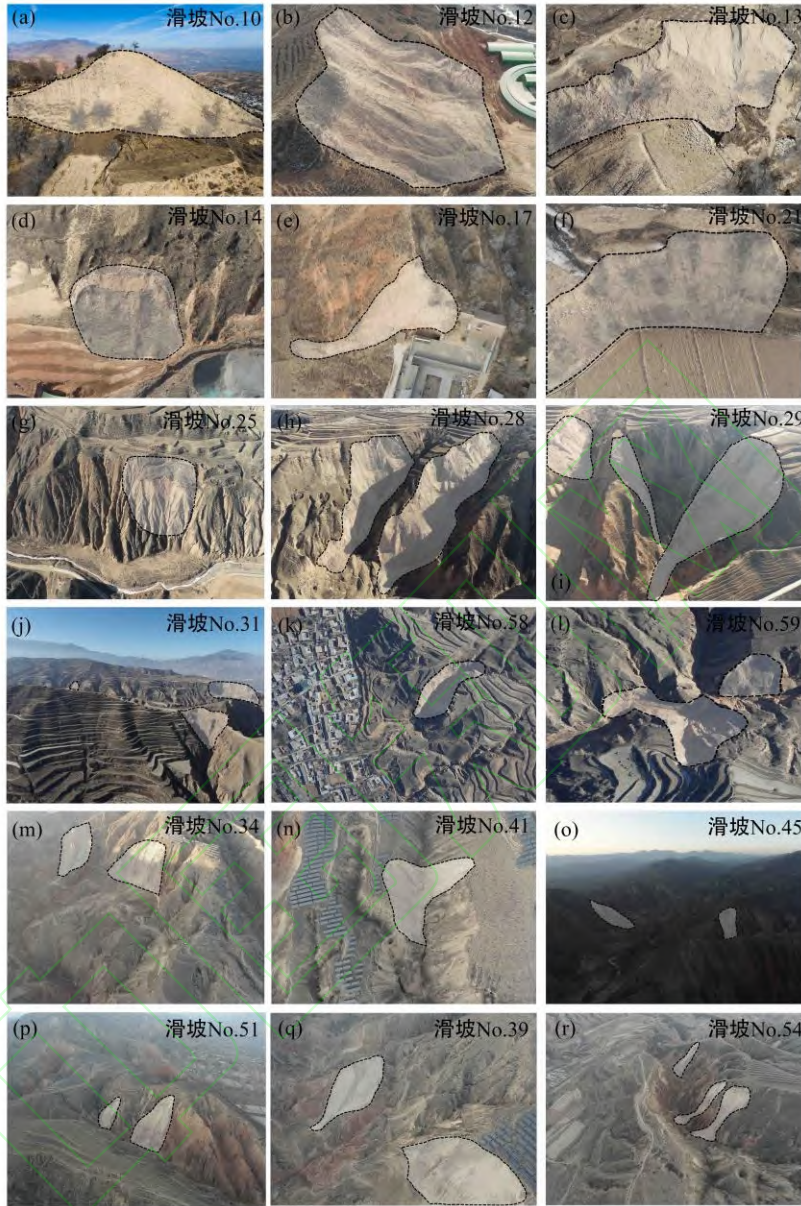 (a) 滑坡No.10
(b) 滑坡No.12
(c) 滑坡No.13
(d) 滑坡No.14
(e) 滑坡No.17
(f) 滑坡No.21
(g) 滑坡No.25
(h) 滑坡No.28
滑坡No.29
(i)
(j) 滑坡No.31
(k) 滑坡No.58
(l) 滑坡No.59
(m) 滑坡No.34
(n) 滑坡No.41
(o) 滑坡No.45
(p) 滑坡No.51
(q) 滑坡No.39
(r) 滑坡No.54